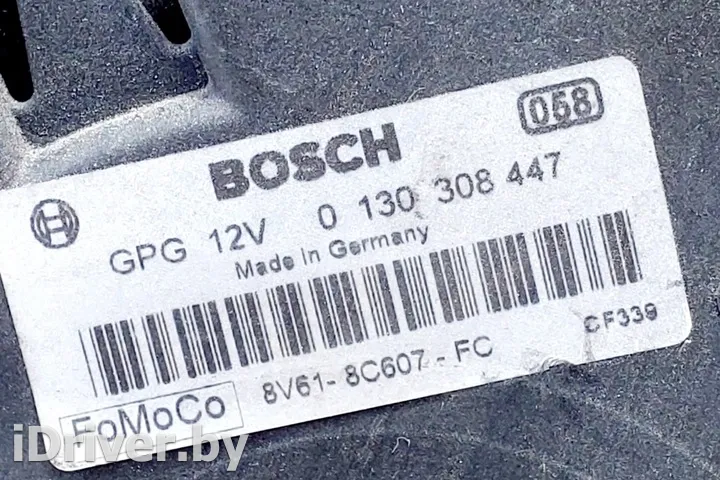 058
BOSCH
GPG 12V 0 130 308 447
Made in Germany
CF339
8V61-8C607-FC
FoMoCo
iDriver.by